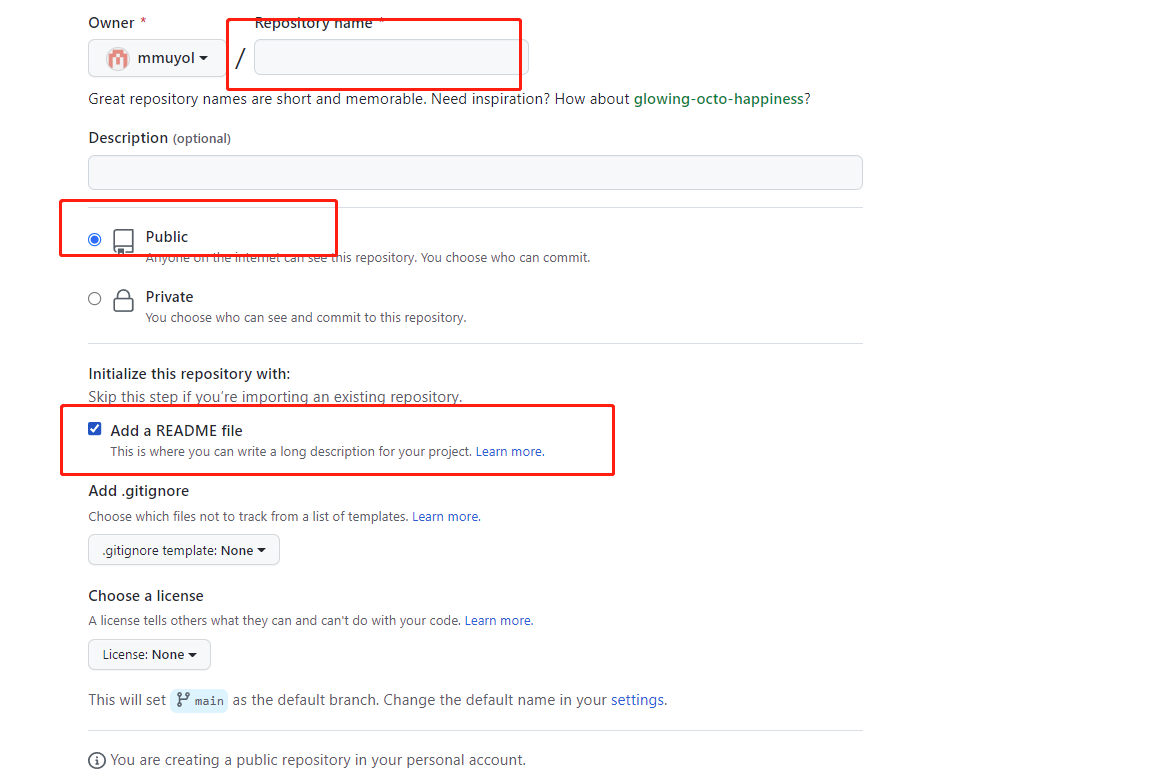 Owner *
Repository name *
mmuyol
/
Great repository names are short and memorable. Need inspiration? How about glowing-octo-happiness?
Description (optional)
Public
Anyone on the internet can see this repository. You choose who can commit.
Private
You choose who can see and commit to this repository.
Initialize this repository with:
Skip this step if you’re importing an existing repository.
Add a README file
This is where you can write a long description for your project. Learn more.
Add .gitignore
Choose which files not to track from a list of templates. Learn more.
.gitignore template: None
Choose a license
A license tells others what they can and can't do with your code. Learn more.
License: None
This will set main as the default branch. Change the default name in your settings.
You are creating a public repository in your personal account.